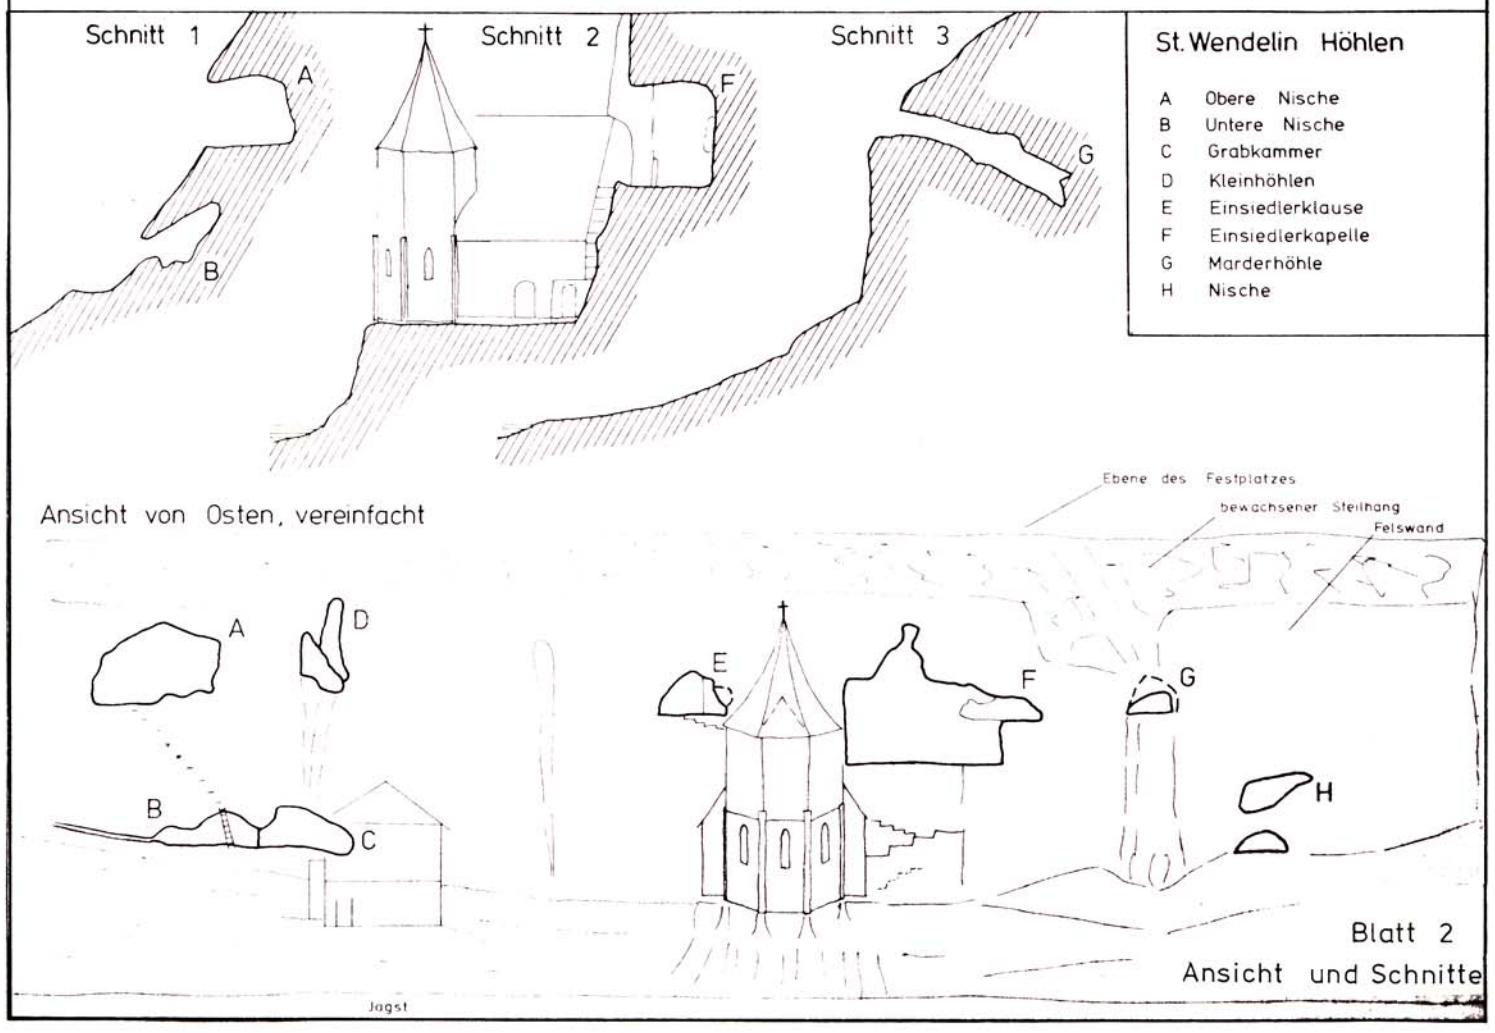 Schnitt 1
Schnitt 2
Schnitt 3
A
B
F
G
St. Wendelin Höhlen
A Obere Nische
B Untere Nische
C Grabkammer
D Kleinhöhlen
E Einsiedlerklause
F Einsiedlerkapelle
G Marderhöhle
H Nische
Ansicht von Osten, vereinfacht
Ebene des Festplatzes
bewachsener Steilhang
Felswand
A
D
E
F
G
B
C
H
Blatt 2
Ansicht und Schnitte
Jagst